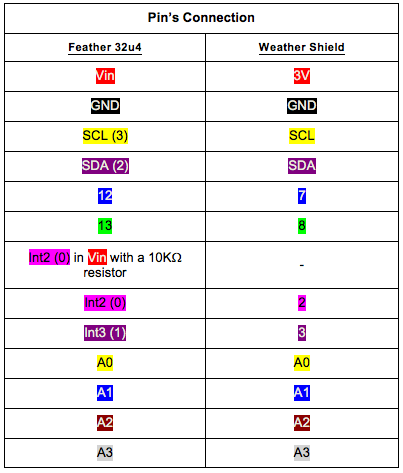 Pin's Connection
Feather 32u4 Weather Shield
Vin 3V
GND GND
SCL (3) SCL
SDA (2) SDA
12 7
13 8
Int2 (0) in Vin with a 10KΩ
resistor -
Int2 (0) 2
Int3 (1) 3
A0 A0
A1 A1
A2 A2
A3 A3